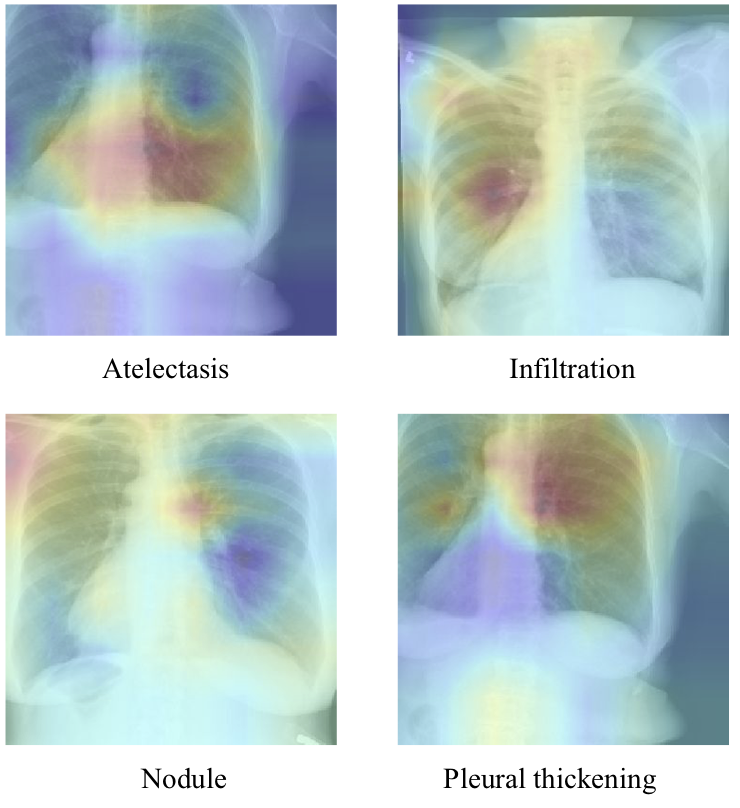 Atelectasis
Infiltration
Nodule
Pleural thickening